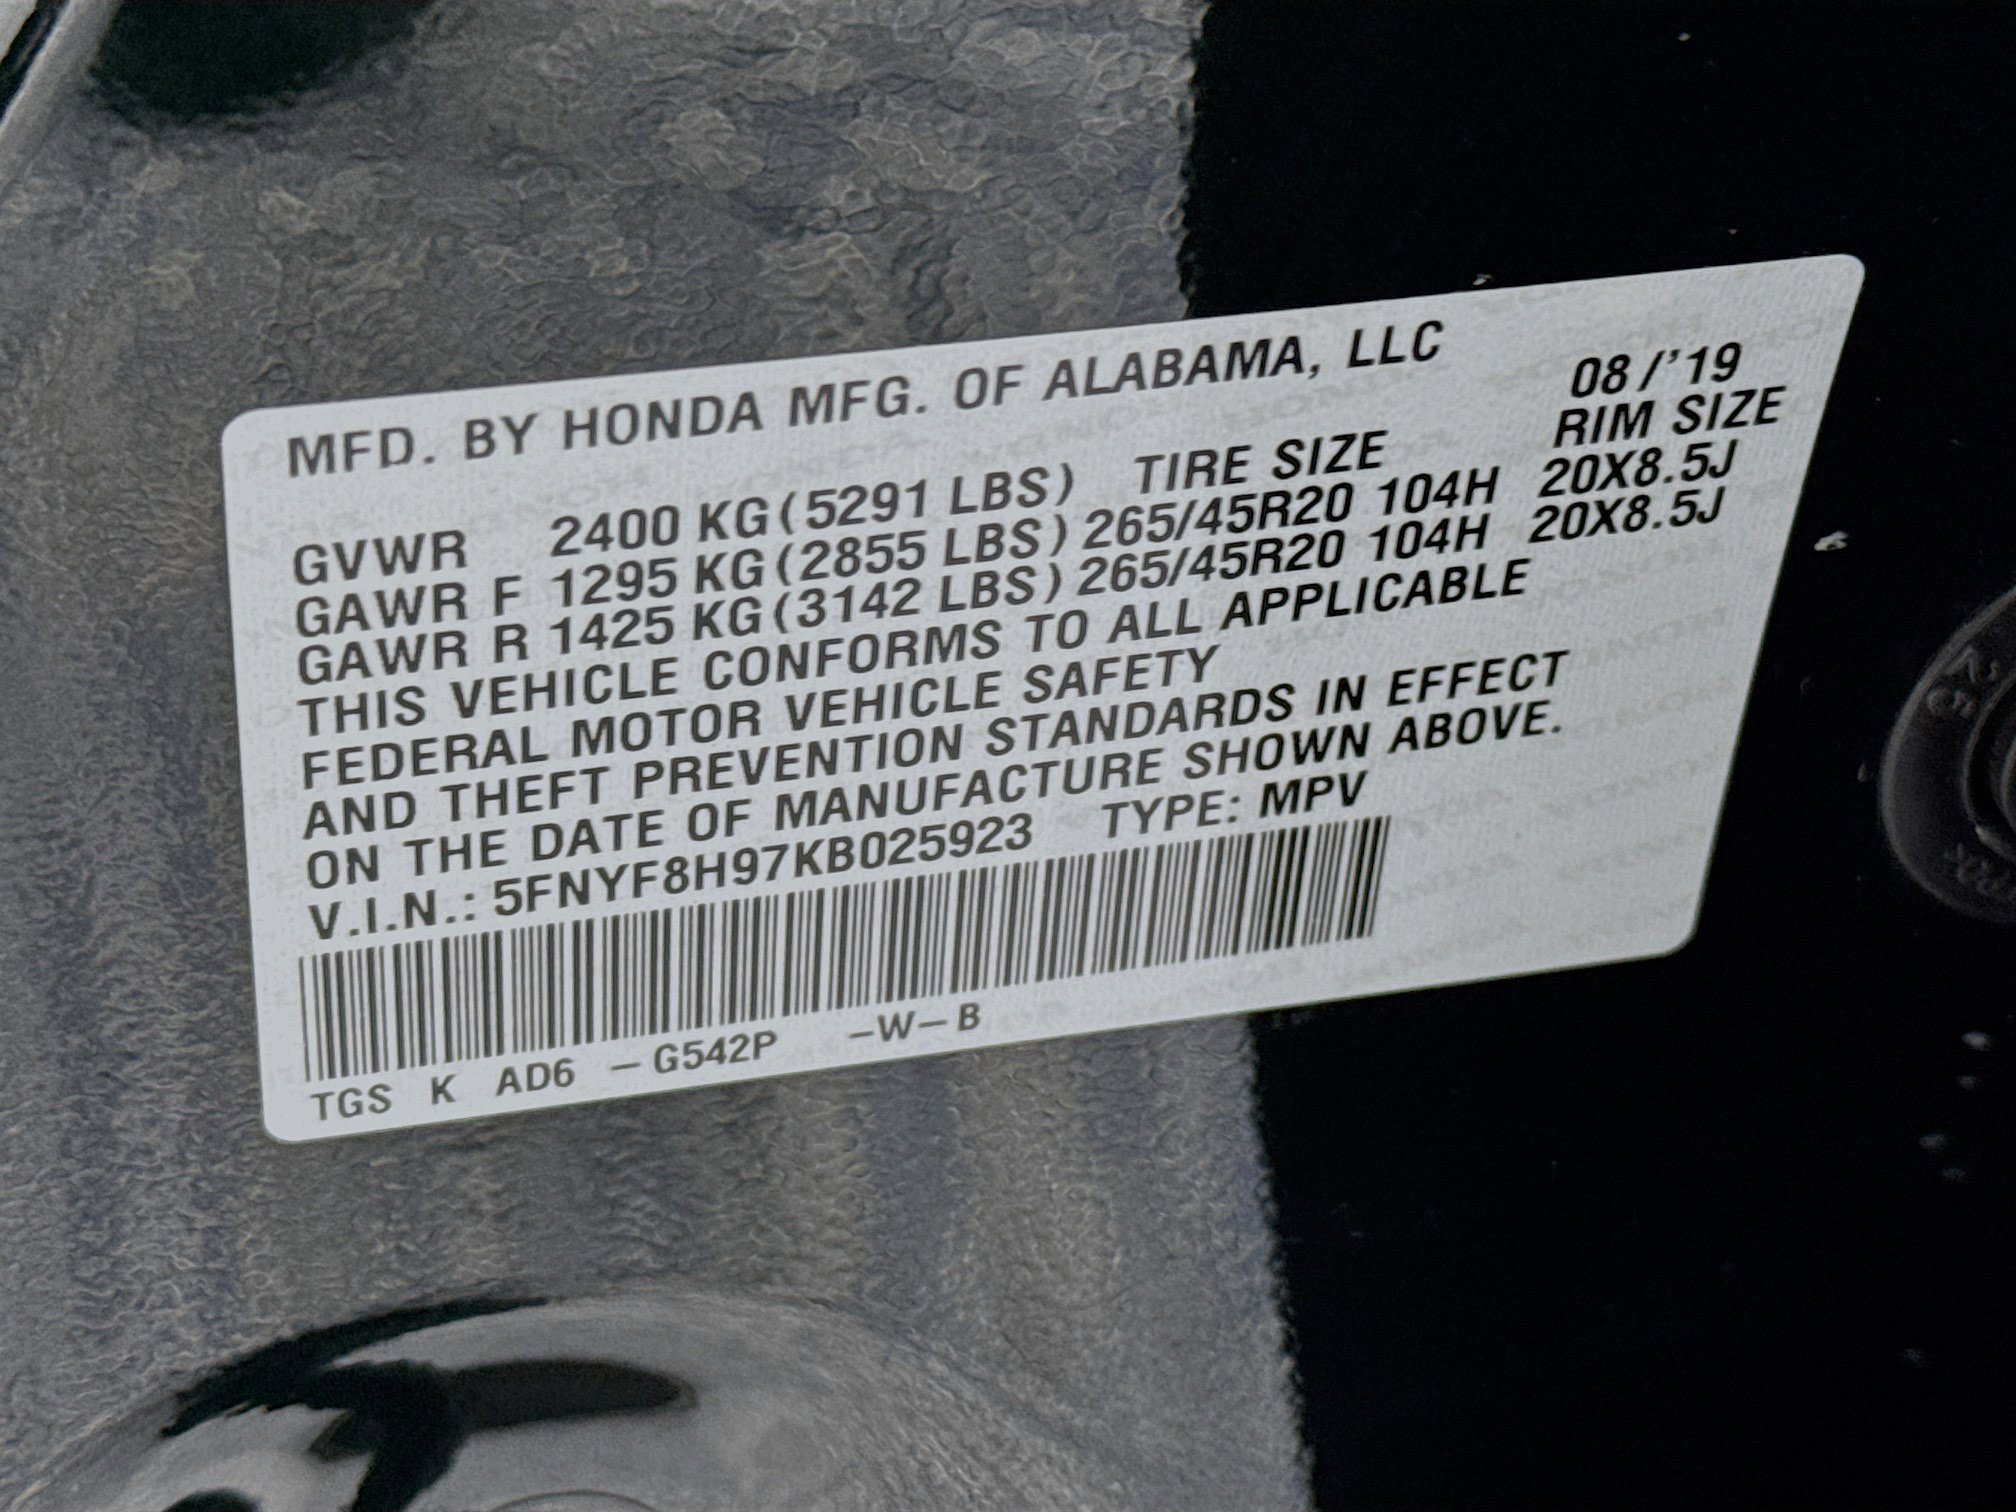 MFD. BY HONDA MFG. OF ALABAMA, LLC 08/'19
GVWR 2400 KG (5291 LBS) TIRE SIZE RIM SIZE
GAWR F 1295 KG (2855 LBS) 265/45R20 104H 20X8.5J
GAWR R 1425 KG (3142 LBS) 265/45R20 104H 20X8.5J
THIS VEHICLE CONFORMS TO ALL APPLICABLE
FEDERAL MOTOR VEHICLE SAFETY
AND THEFT PREVENTION STANDARDS IN EFFECT
ON THE DATE OF MANUFACTURE SHOWN ABOVE.
V.I.N.: 5FNYF8H97KB025923 TYPE: MPV
TGS K AD6 –G542P –W–B